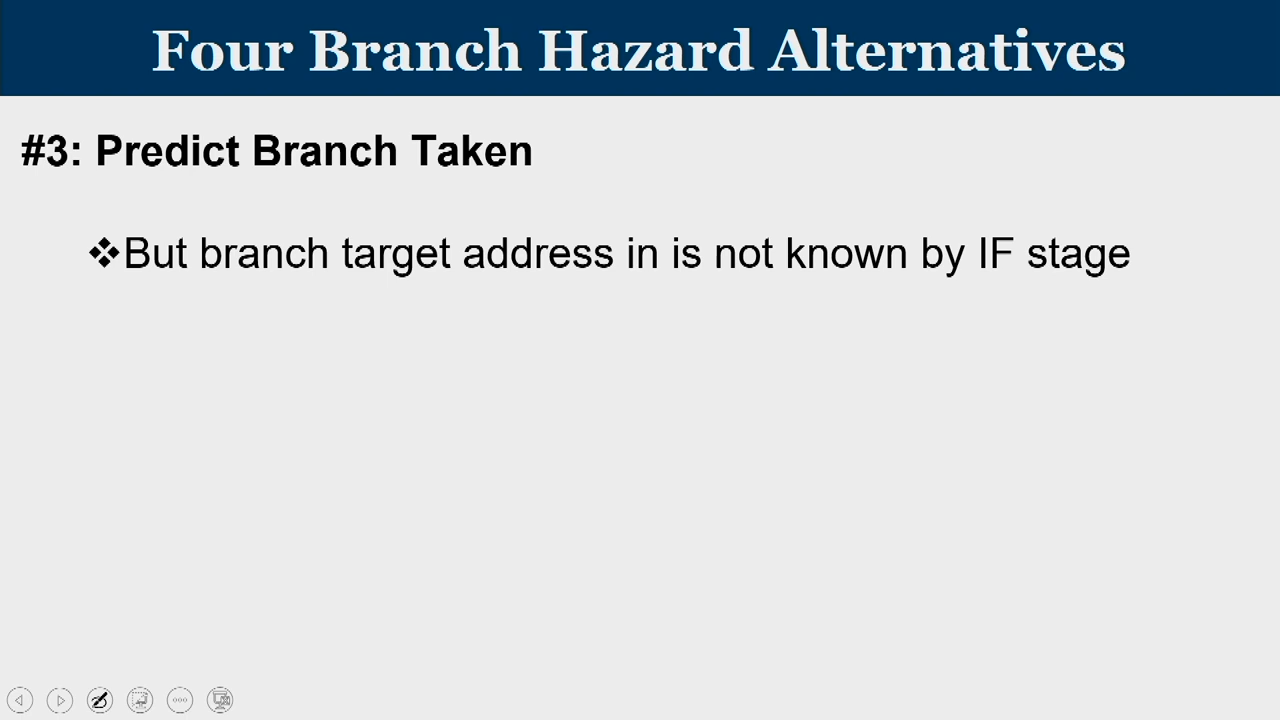 Four Branch Hazard Alternatives
#3: Predict Branch Taken
❖But branch target address in is not known by IF stage